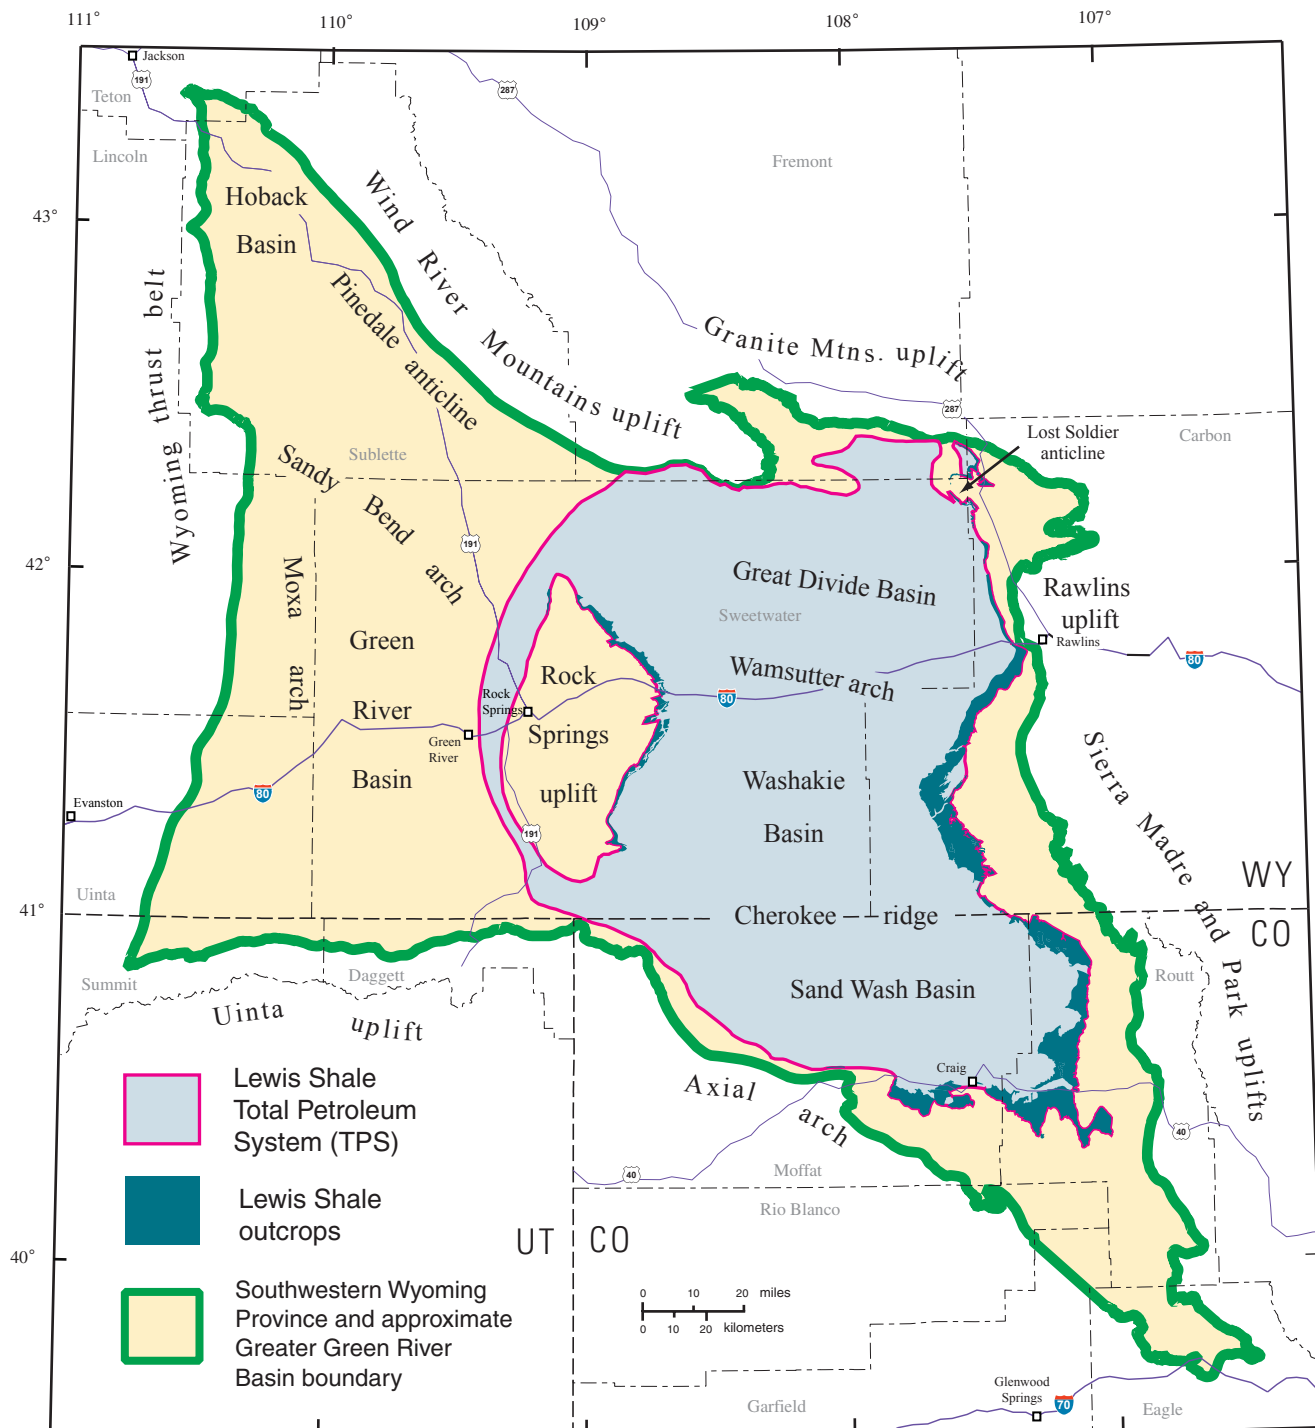 111°
110°
109°
108°
107°
Jackson
191
287
Teton
Lincoln
Fremont
43°
Hoback
Basin
Wind River Mountains uplift
Pinedale anticline
Wyoming thrust belt
Granite Mtns. uplift
287
Carbon
Lost Soldier
anticline
Sublette
Sandy Bend arch
191
42°
Moxa arch
Great Divide Basin
Sweetwater
Rawlins
uplift
Rawlins
80
Green
River
Basin
Rock
Springs
uplift
Rock
Springs
Green
River
Wamsutter arch
80
80
Evanston
191
Washakie
Basin
Sierra Madre and Park uplifts
Uinta
WY
CO
41°
Cherokee ridge
Summit
Daggett
Sand Wash Basin
Routt
Uinta uplift
Craig
Axial arch
40
40
Moffat
Rio Blanco
Lewis Shale
Total Petroleum
System (TPS)
Lewis Shale
outcrops
UT
CO
40°
Southwestern Wyoming
Province and approximate
Greater Green River
Basin boundary
0 10 20 miles
0 10 20 kilometers
Glenwood
Springs
70
Garfield
Eagle